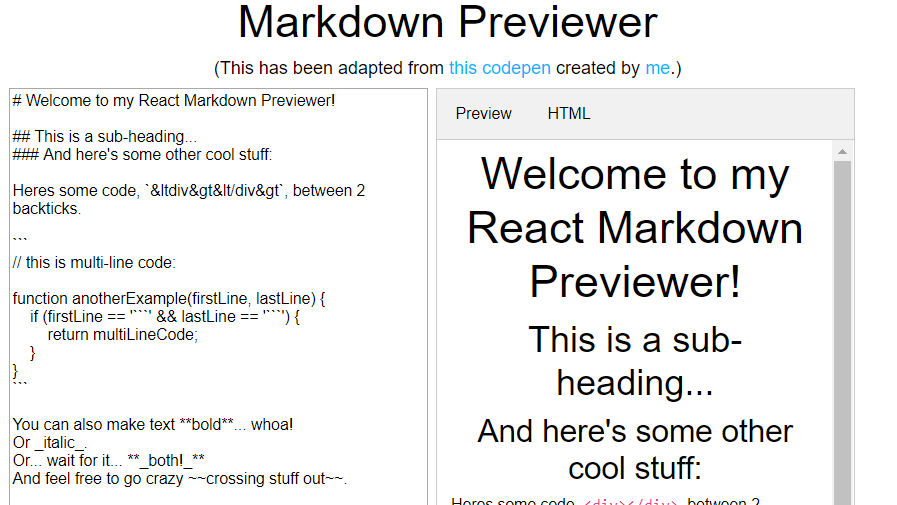 Markdown Previewer
(This has been adapted from this codepen created by me.)
# Welcome to my React Markdown Previewer!
## This is a sub-heading...
### And here's some other cool stuff:
Heres some code, `&ltdiv&gt&lt/div&gt`, between 2
backticks.
```
// this is multi-line code:
function anotherExample(firstLine, lastLine) {
if (firstLine == '```' && lastLine == '```') {
return multiLineCode;
}
}
```
You can also make text **bold**... whoa!
Or _italic_.
Or... wait for it... **_both!_**
And feel free to go crazy ~~crossing stuff out~~.
Preview HTML
Welcome to my
React Markdown
Previewer!
This is a sub-
heading...
And here's some other
cool stuff:
Heres some code, <div></div>, between 2